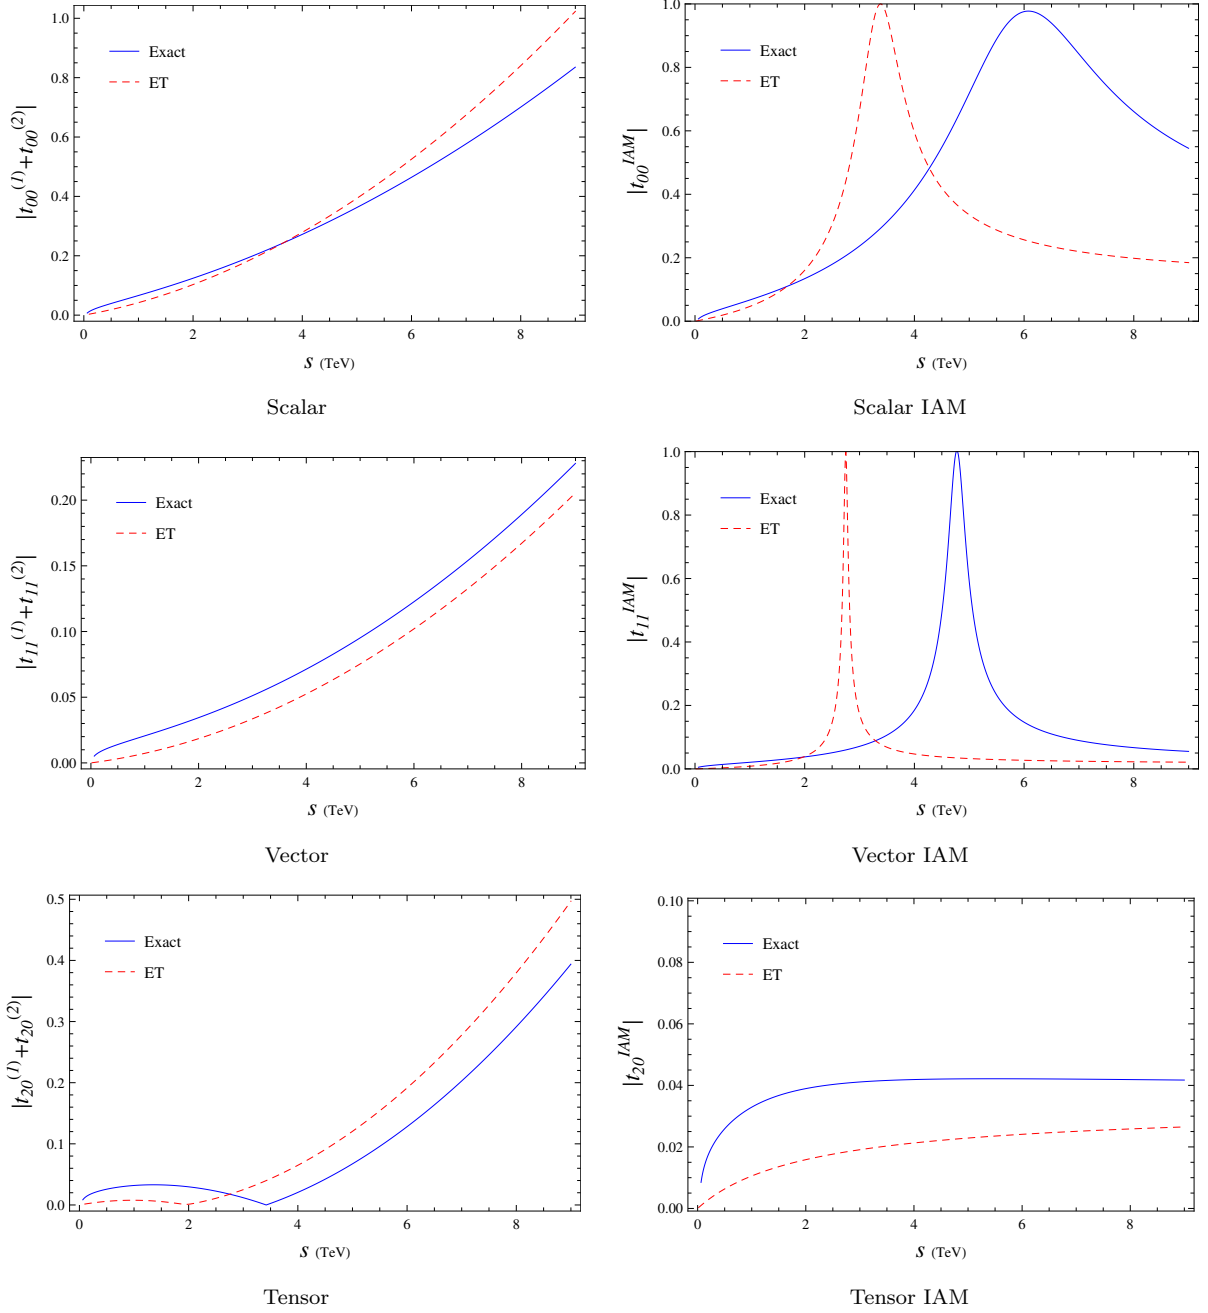 |t00^(1)+t00^(2)|
1.0
0.8
0.6
0.4
0.2
0.0
Exact
ET
0 2 4 6 8
S (TeV)
Scalar
|t00^IAM|
1.0
0.8
0.6
0.4
0.2
0.0
Exact
ET
0 2 4 6 8
S (TeV)
Scalar IAM
|t11^(1)+t11^(2)|
0.20
0.15
0.10
0.05
0.00
Exact
ET
0 2 4 6 8
S (TeV)
Vector
|t11^IAM|
1.0
0.8
0.6
0.4
0.2
0.0
Exact
ET
0 2 4 6 8
S (TeV)
Vector IAM
|t20^(1)+t20^(2)|
0.5
0.4
0.3
0.2
0.1
0.0
Exact
ET
0 2 4 6 8
S (TeV)
Tensor
|t20^IAM|
0.10
0.08
0.06
0.04
0.02
0.00
Exact
ET
0 2 4 6 8
S (TeV)
Tensor IAM